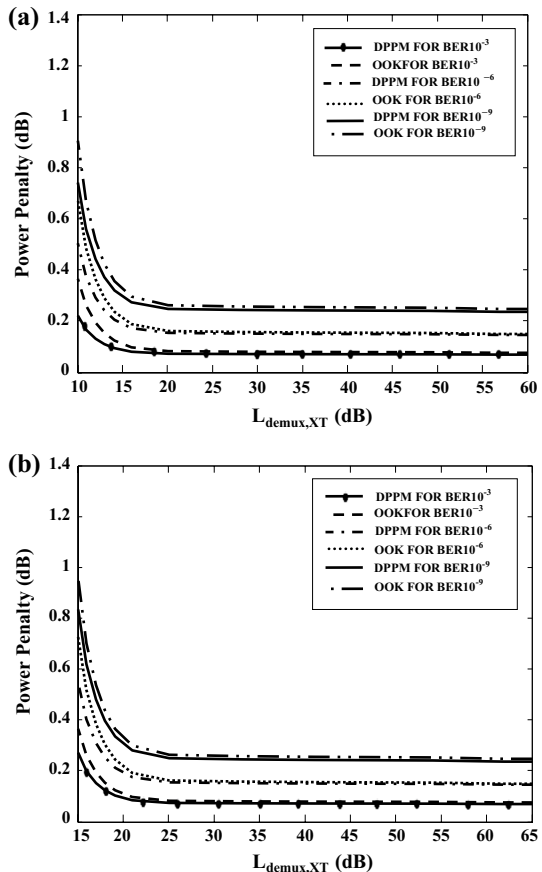 (a)
1.4
1.2
1
0.8
0.6
0.4
0.2
0
Power Penalty (dB)
DPPM FOR BER10-3
OOKFOR BER10-3
DPPM FOR BER10 −6
OOK FOR BER10-6
DPPM FOR BER10−9
OOK FOR BER10−9
10 15 20 25 30 35 40 45 50 55 60
Ldemux,XT (dB)
(b)
1.4
1.2
1
0.8
0.6
0.4
0.2
0
Power Penalty (dB)
DPPM FOR BER10-3
OOKFOR BER10−3
DPPM FOR BER10-6
OOK FOR BER10-6
DPPM FOR BER10-9
OOK FOR BER10-9
15 20 25 30 35 40 45 50 55 60 65
Ldemux,XT (dB)